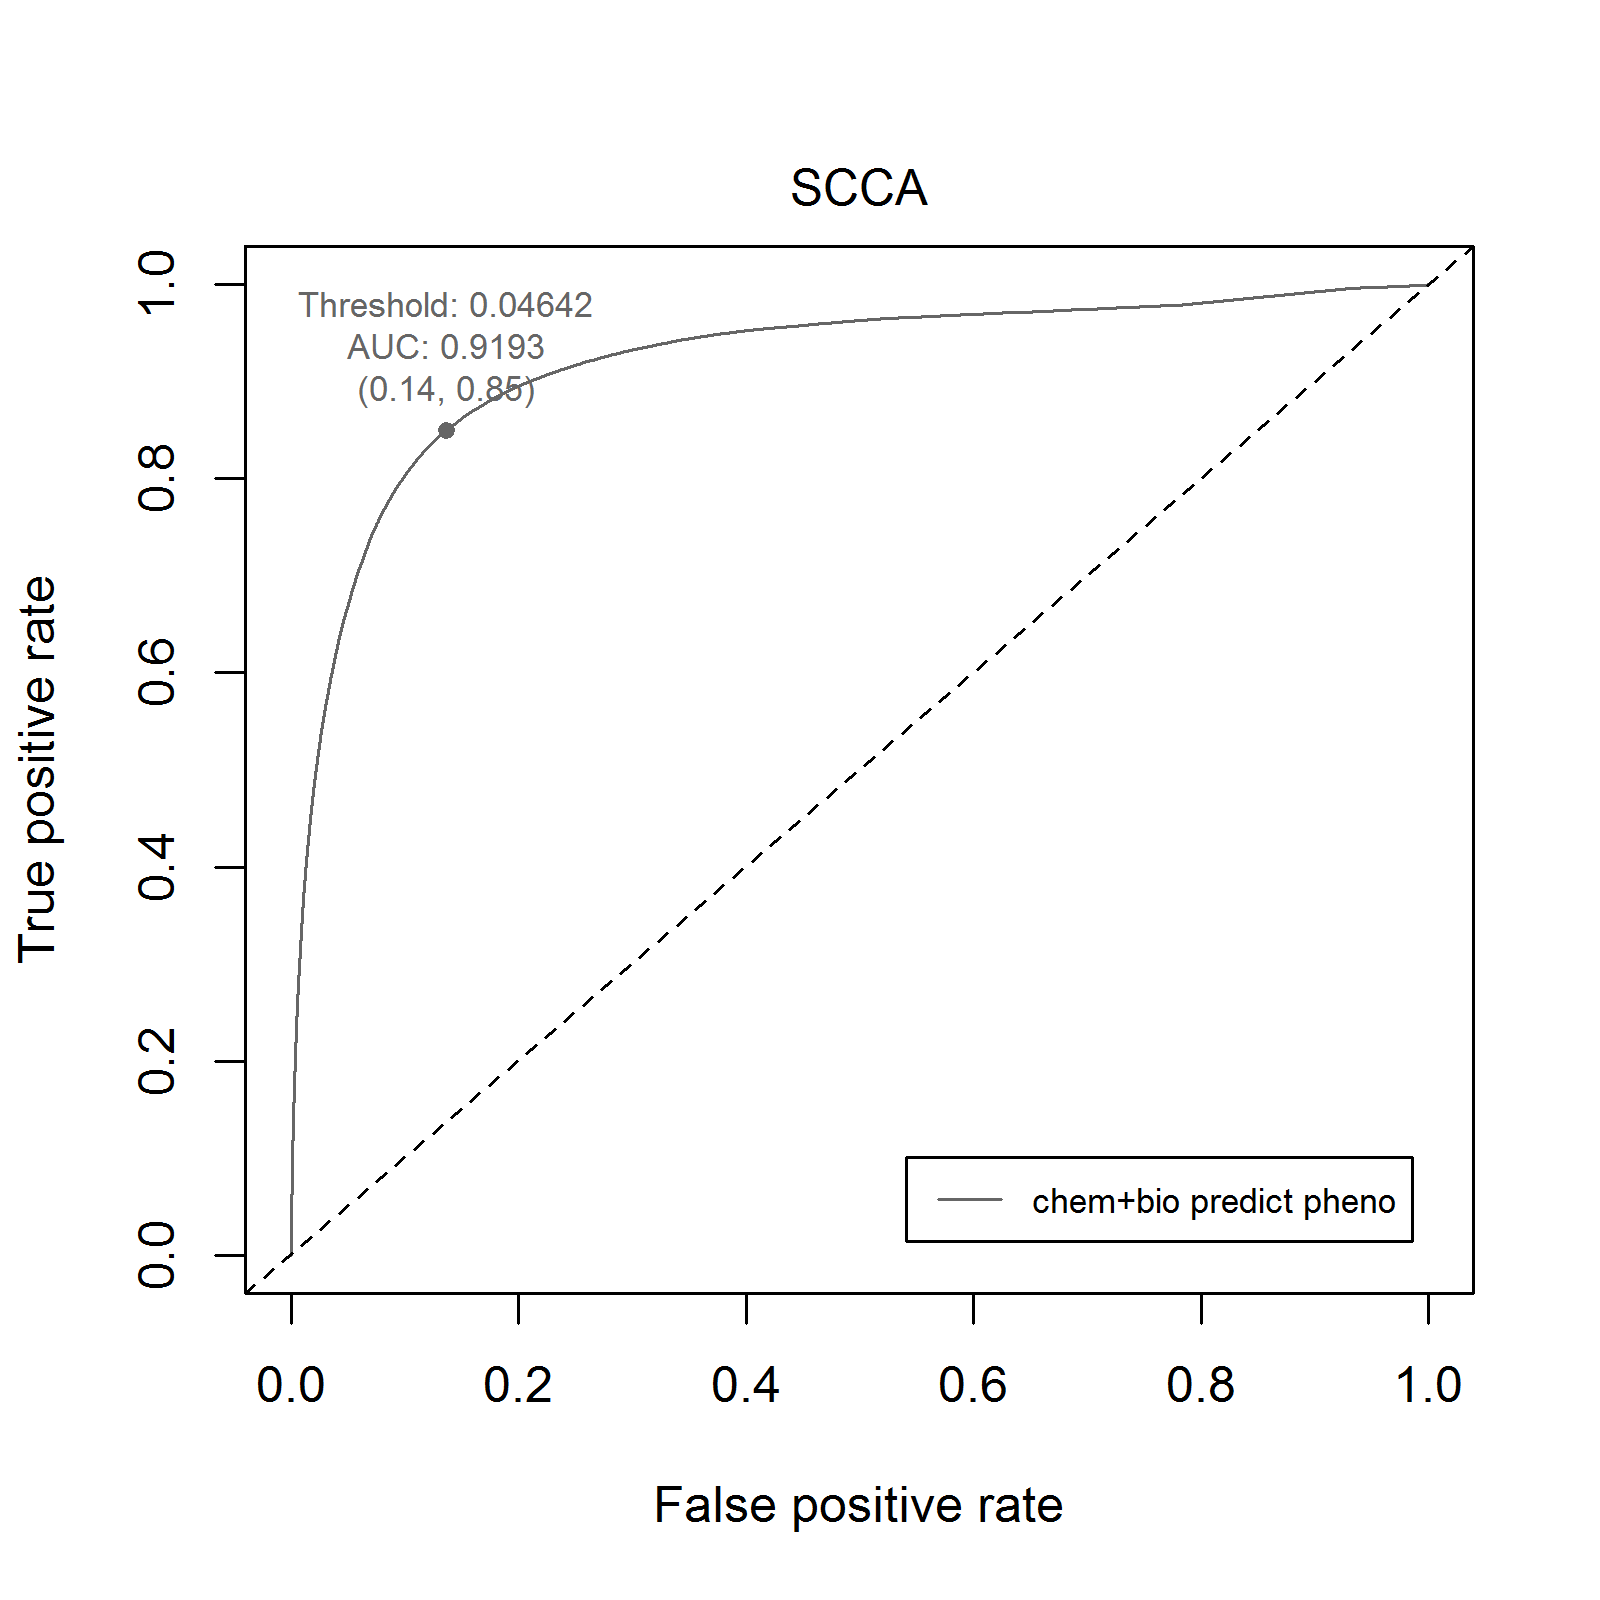 SCCA
Threshold: 0.04642
AUC: 0.9193
(0.14, 0.85)
True positive rate
1.0
0.8
0.6
0.4
0.2
0.0
chem+bio predict pheno
0.0 0.2 0.4 0.6 0.8 1.0
False positive rate